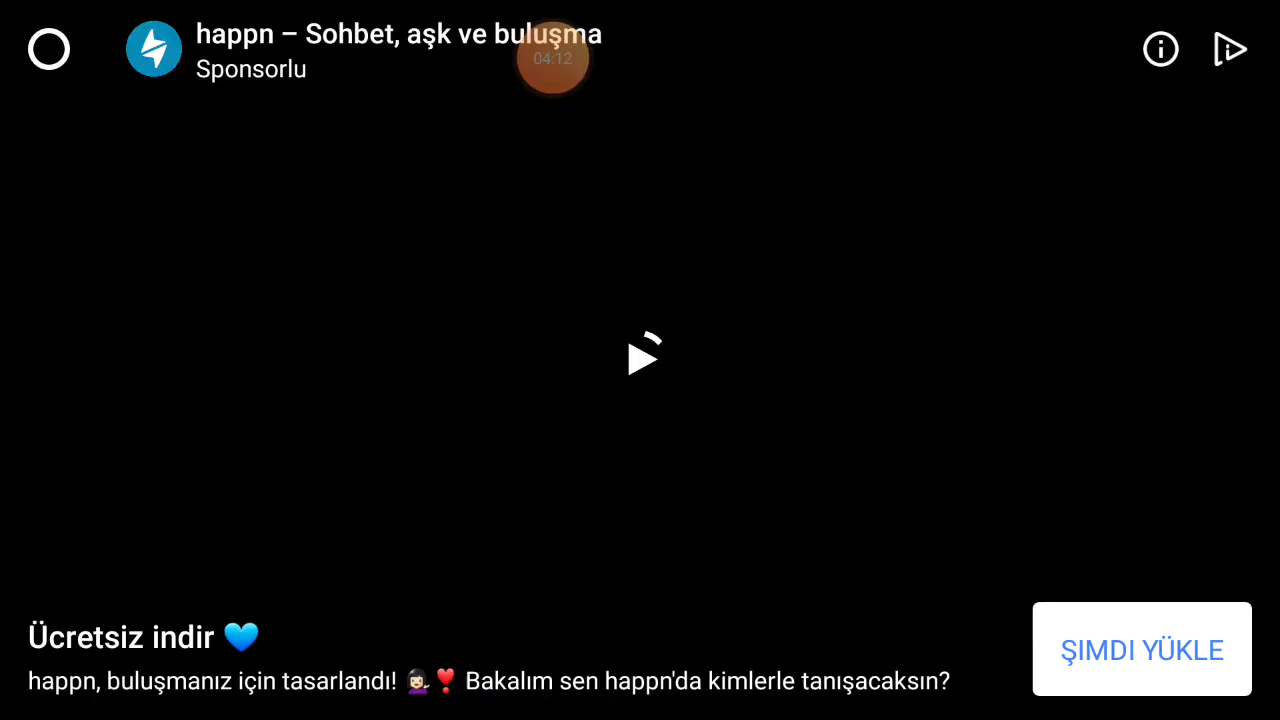 happn – Sohbet, aşk ve buluşma
04:12
Sponsorlu
Ücretsiz indir 💙
happn, buluşmanız için tasarlandı! 💁🏻‍♀️❣️ Bakalım sen happn'da kimlerle tanışacaksın?
ŞIMDI YÜKLE